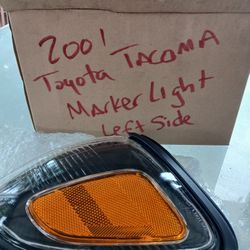 2001 TACOMA
Toyota
Marker Light
Left Side